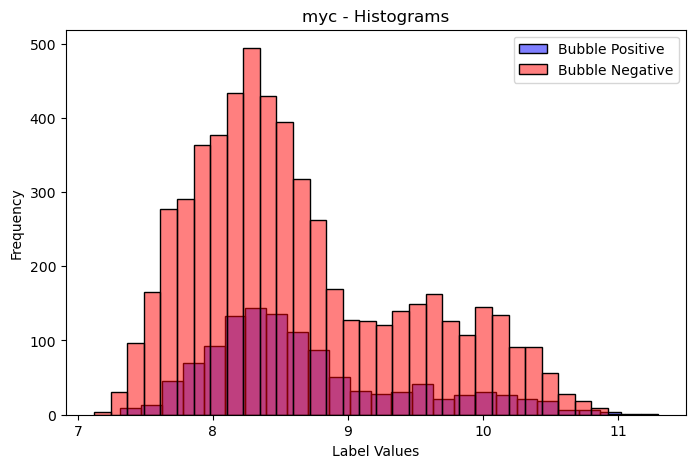 myc - Histograms
Bubble Positive
Bubble Negative
500
400
300
200
100
0
Frequency
7
8
9
10
11
Label Values